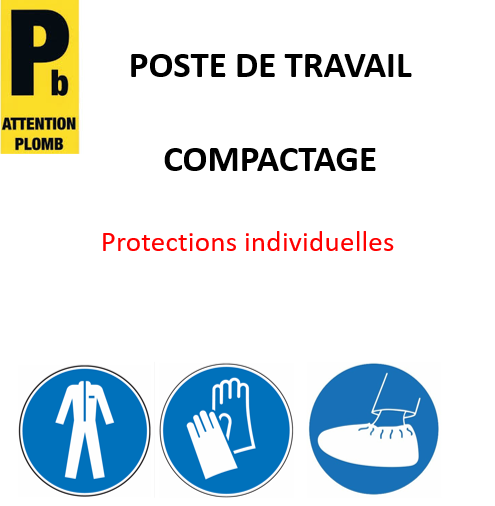 Pb
ATTENTION
PLOMB
POSTE DE TRAVAIL
COMPACTAGE
Protections individuelles